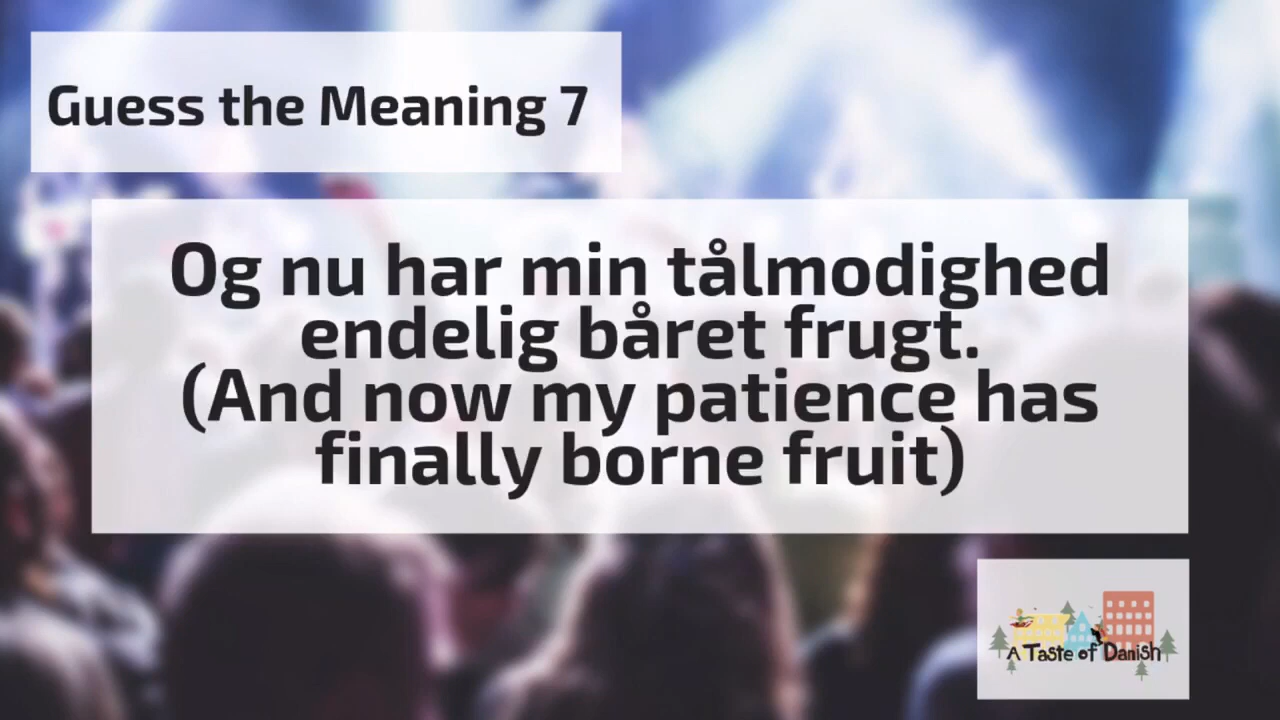 Guess the Meaning 7
Og nu har min tålmodighed
endelig båret frugt.
(And now my patience has
finally borne fruit)
A Taste of Danish